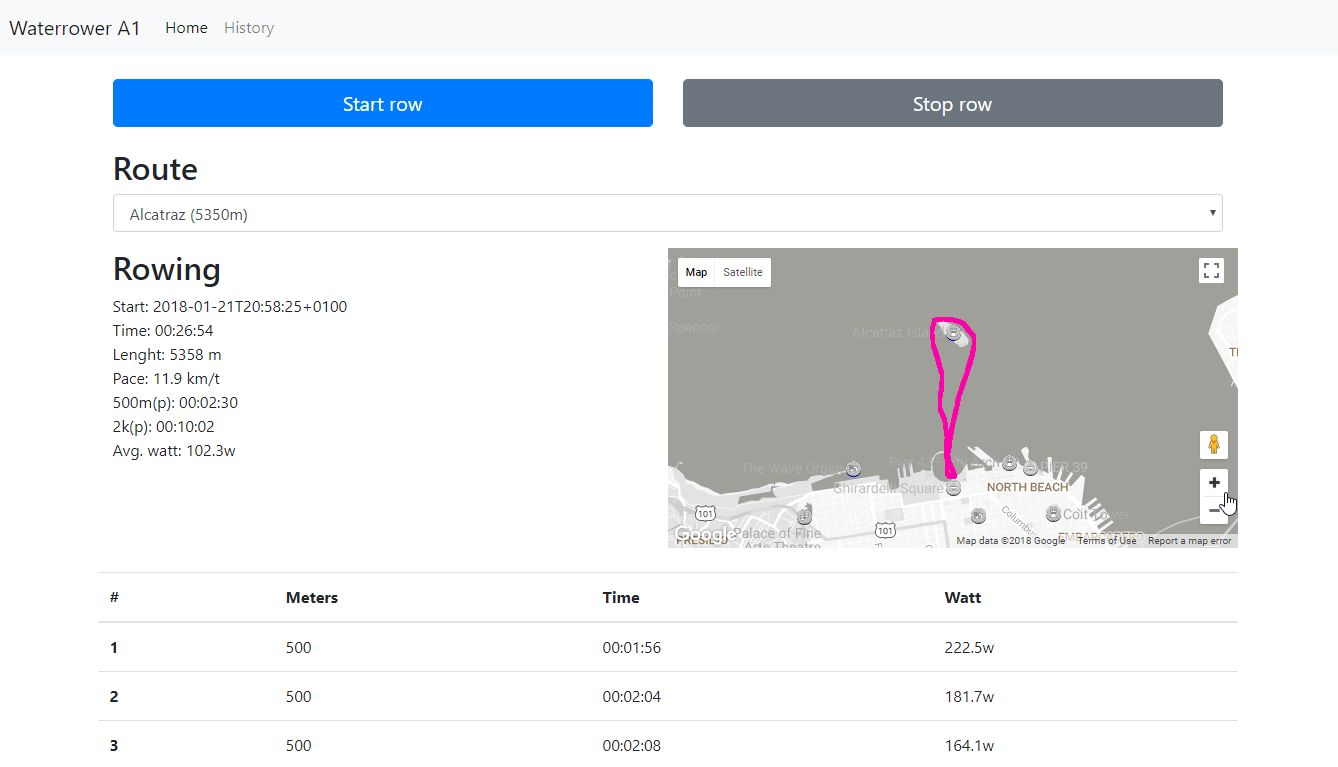 Waterrower A1 Home History
Start row Stop row
Route
Alcatraz (5350m)
Rowing
Start: 2018-01-21T20:58:25+0100
Time: 00:26:54
Lenght: 5358 m
Pace: 11.9 km/t
500m(p): 00:02:30
2k(p): 00:10:02
Avg. watt: 102.3w
Map Satellite
Point
Spencer
Alcatraz
The Wave
PIER 39
Ghirardelli Square
NORTH BEACH
101
Columbus
Coit Tower
101
Google
Palace of Fine
Arts Theatre
EMBARCADERO
Map data ©2018 Google Terms of Use Report a map error
# Meters Time Watt
1 500 00:01:56 222.5w
2 500 00:02:04 181.7w
3 500 00:02:08 164.1w